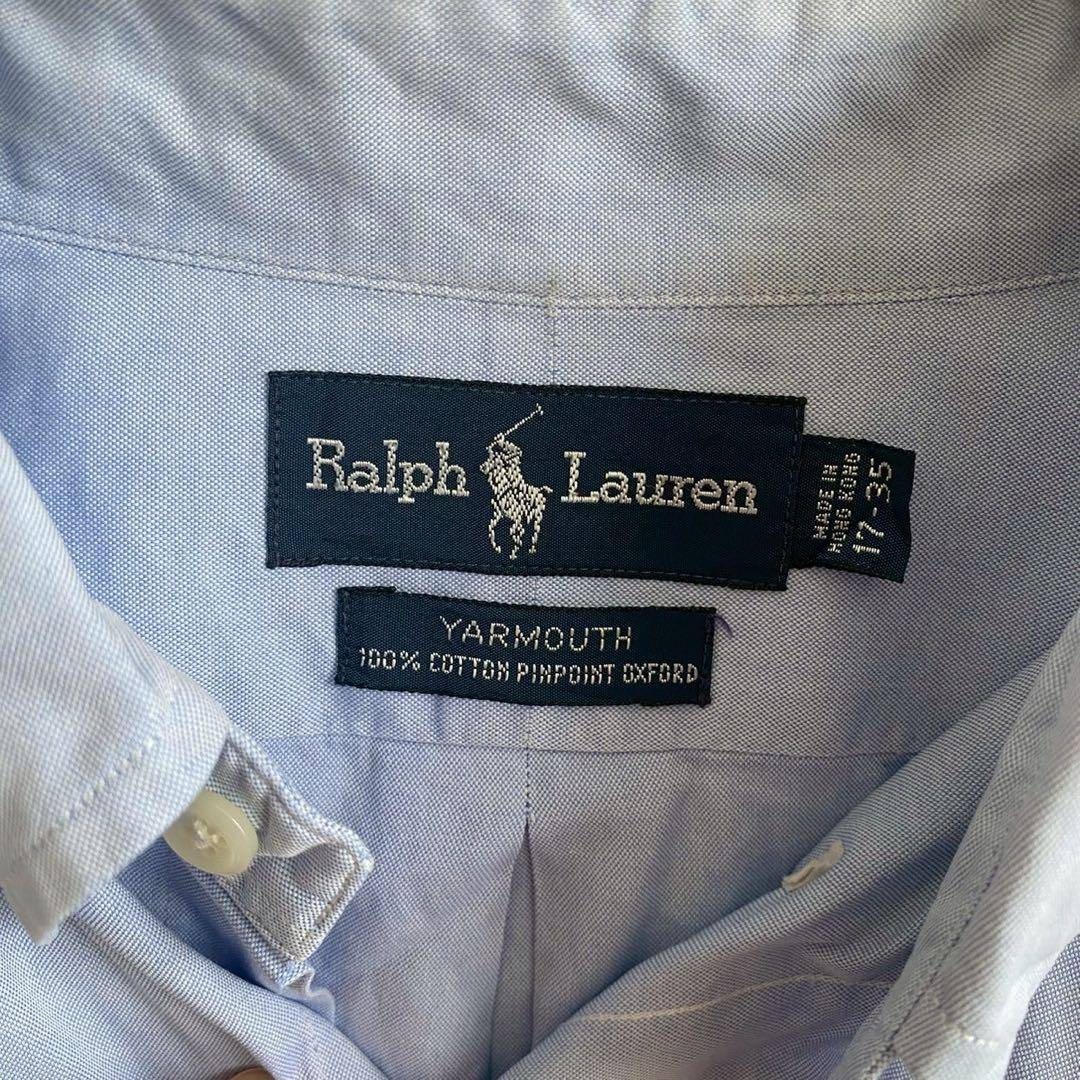 Ralph Lauren
MADE IN
HONG KONG
17-35
YARMOUTH
100% COTTON PINPOINT OXFORD